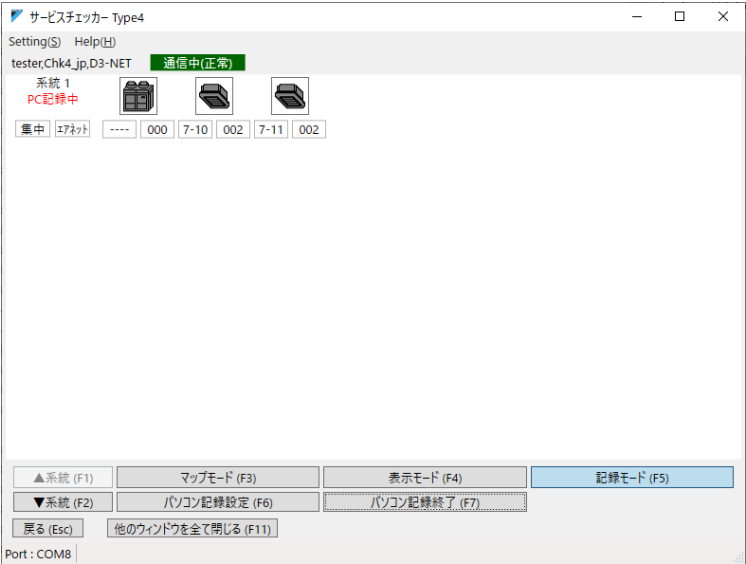 サービスチェッカー Type4
Setting(S) Help(H)
tester,Chk4_jp,D3-NET 通信中(正常)
系統 1
PC記録中
集中 ｴｱﾈｯﾄ ---- 000 7-10 002 7-11 002
▲系統 (F1) マップモード (F3) 表示モード (F4) 記録モード (F5)
▼系統 (F2) パソコン記録設定 (F6) パソコン記録終了 (F7)
戻る (Esc) 他のウィンドウを全て閉じる (F11)
Port : COM8